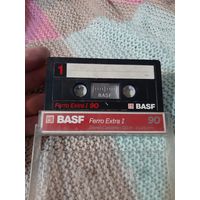 1
BASF
Ferro Extra I 90 BASF
BASF Ferro Extra I 90